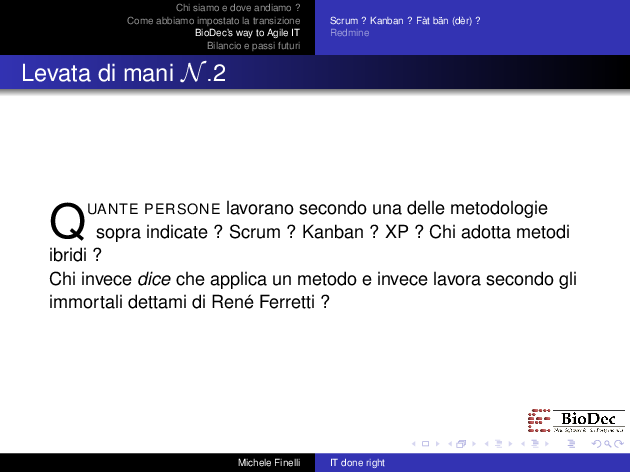 Chi siamo e dove andiamo ?
Come abbiamo impostato la transizione
BioDec's way to Agile IT
Bilancio e passi futuri
Scrum ? Kanban ? Fàt bãn (dèr) ?
Redmine
Levata di mani N.2
QUANTE PERSONE lavorano secondo una delle metodologie
sopra indicate ? Scrum ? Kanban ? XP ? Chi adotta metodi
ibridi ?
Chi invece dice che applica un metodo e invece lavora secondo gli
immortali dettami di René Ferretti ?
BioDec
Michele Finelli
IT done right